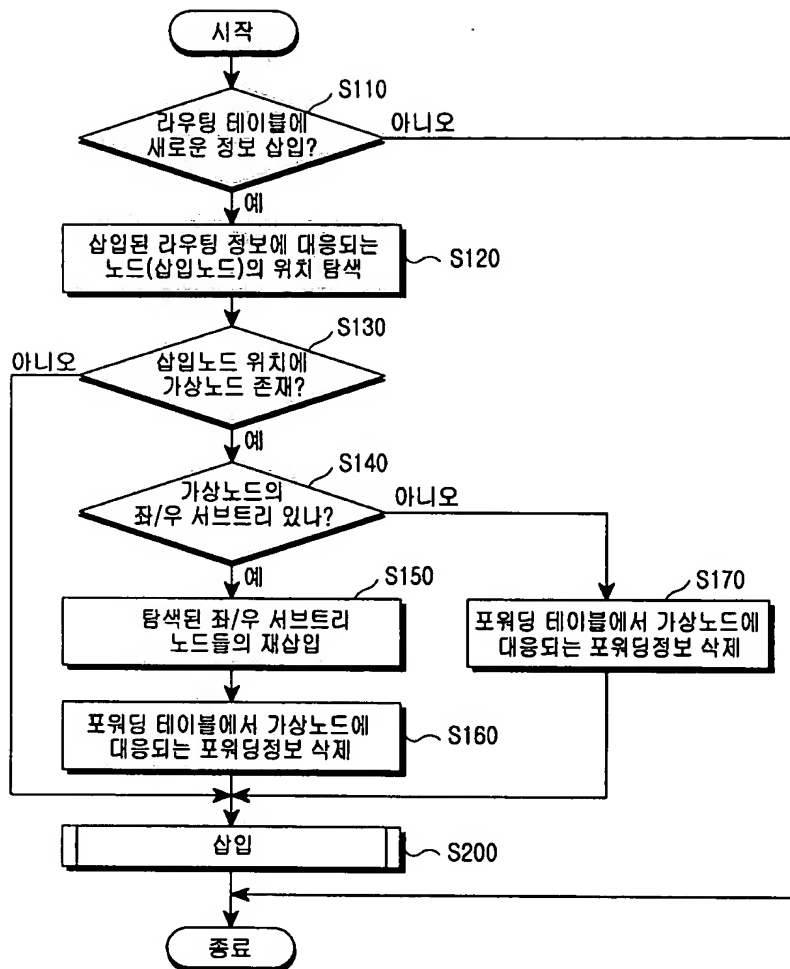 시작
S110
라우팅 테이블에
새로운 정보 삽입?
아니오
예
삽입된 라우팅 정보에 대응되는
노드(삽입노드)의 위치 탐색
S120
S130
아니오
삽입노드 위치에
가상노드 존재?
예
S140
가상노드의
좌/우 서브트리 있나?
아니오
예
S150
탐색된 좌/우 서브트리
노드들의 재삽입
S170
포워딩 테이블에서 가상노드에
대응되는 포워딩정보 삭제
포워딩 테이블에서 가상노드에
대응되는 포워딩정보 삭제
S160
삽입
S200
종료